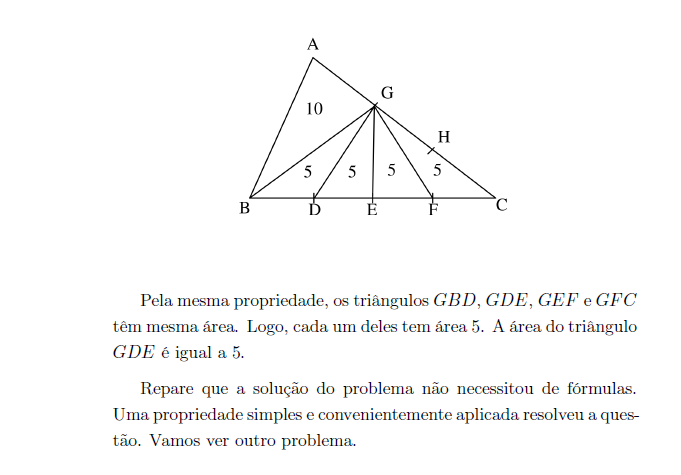 A
G
10
H
5 5 5 5
B D E F C
Pela mesma propriedade, os triângulos GBD, GDE, GEF e GFC
têm mesma área. Logo, cada um deles tem área 5. A área do triângulo
GDE é igual a 5.
Repare que a solução do problema não necessitou de fórmulas.
Uma propriedade simples e convenientemente aplicada resolveu a ques-
tão. Vamos ver outro problema.